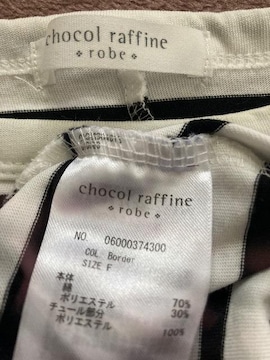 chocol raffine
robe
chocol raffine
robe
NO. 06000374300
COL. Border
SIZE F
本体
綿 70%
ポリエステル 30%
チュール部分
ポリエステル 100%